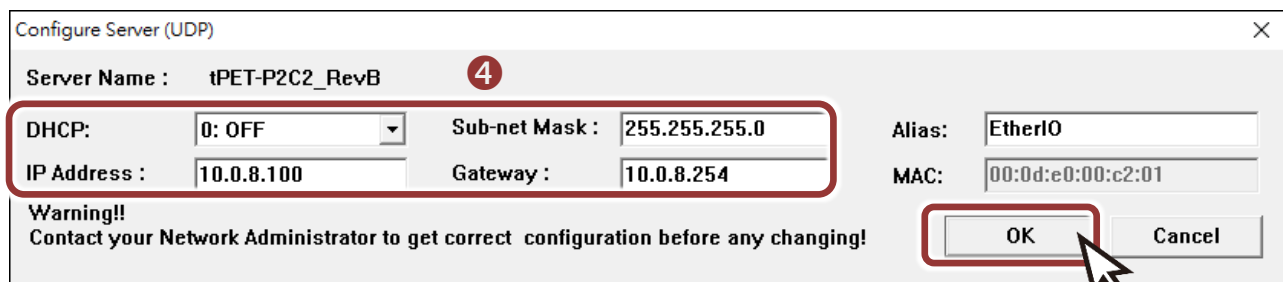 Configure Server (UDP)
Server Name : tPET-P2C2_RevB 4
DHCP: 0: OFF Sub-net Mask : 255.255.255.0 Alias: EtherIO
IP Address : 10.0.8.100 Gateway : 10.0.8.254 MAC: 00:0d:e0:00:c2:01
Warning!!
Contact your Network Administrator to get correct configuration before any changing! OK Cancel